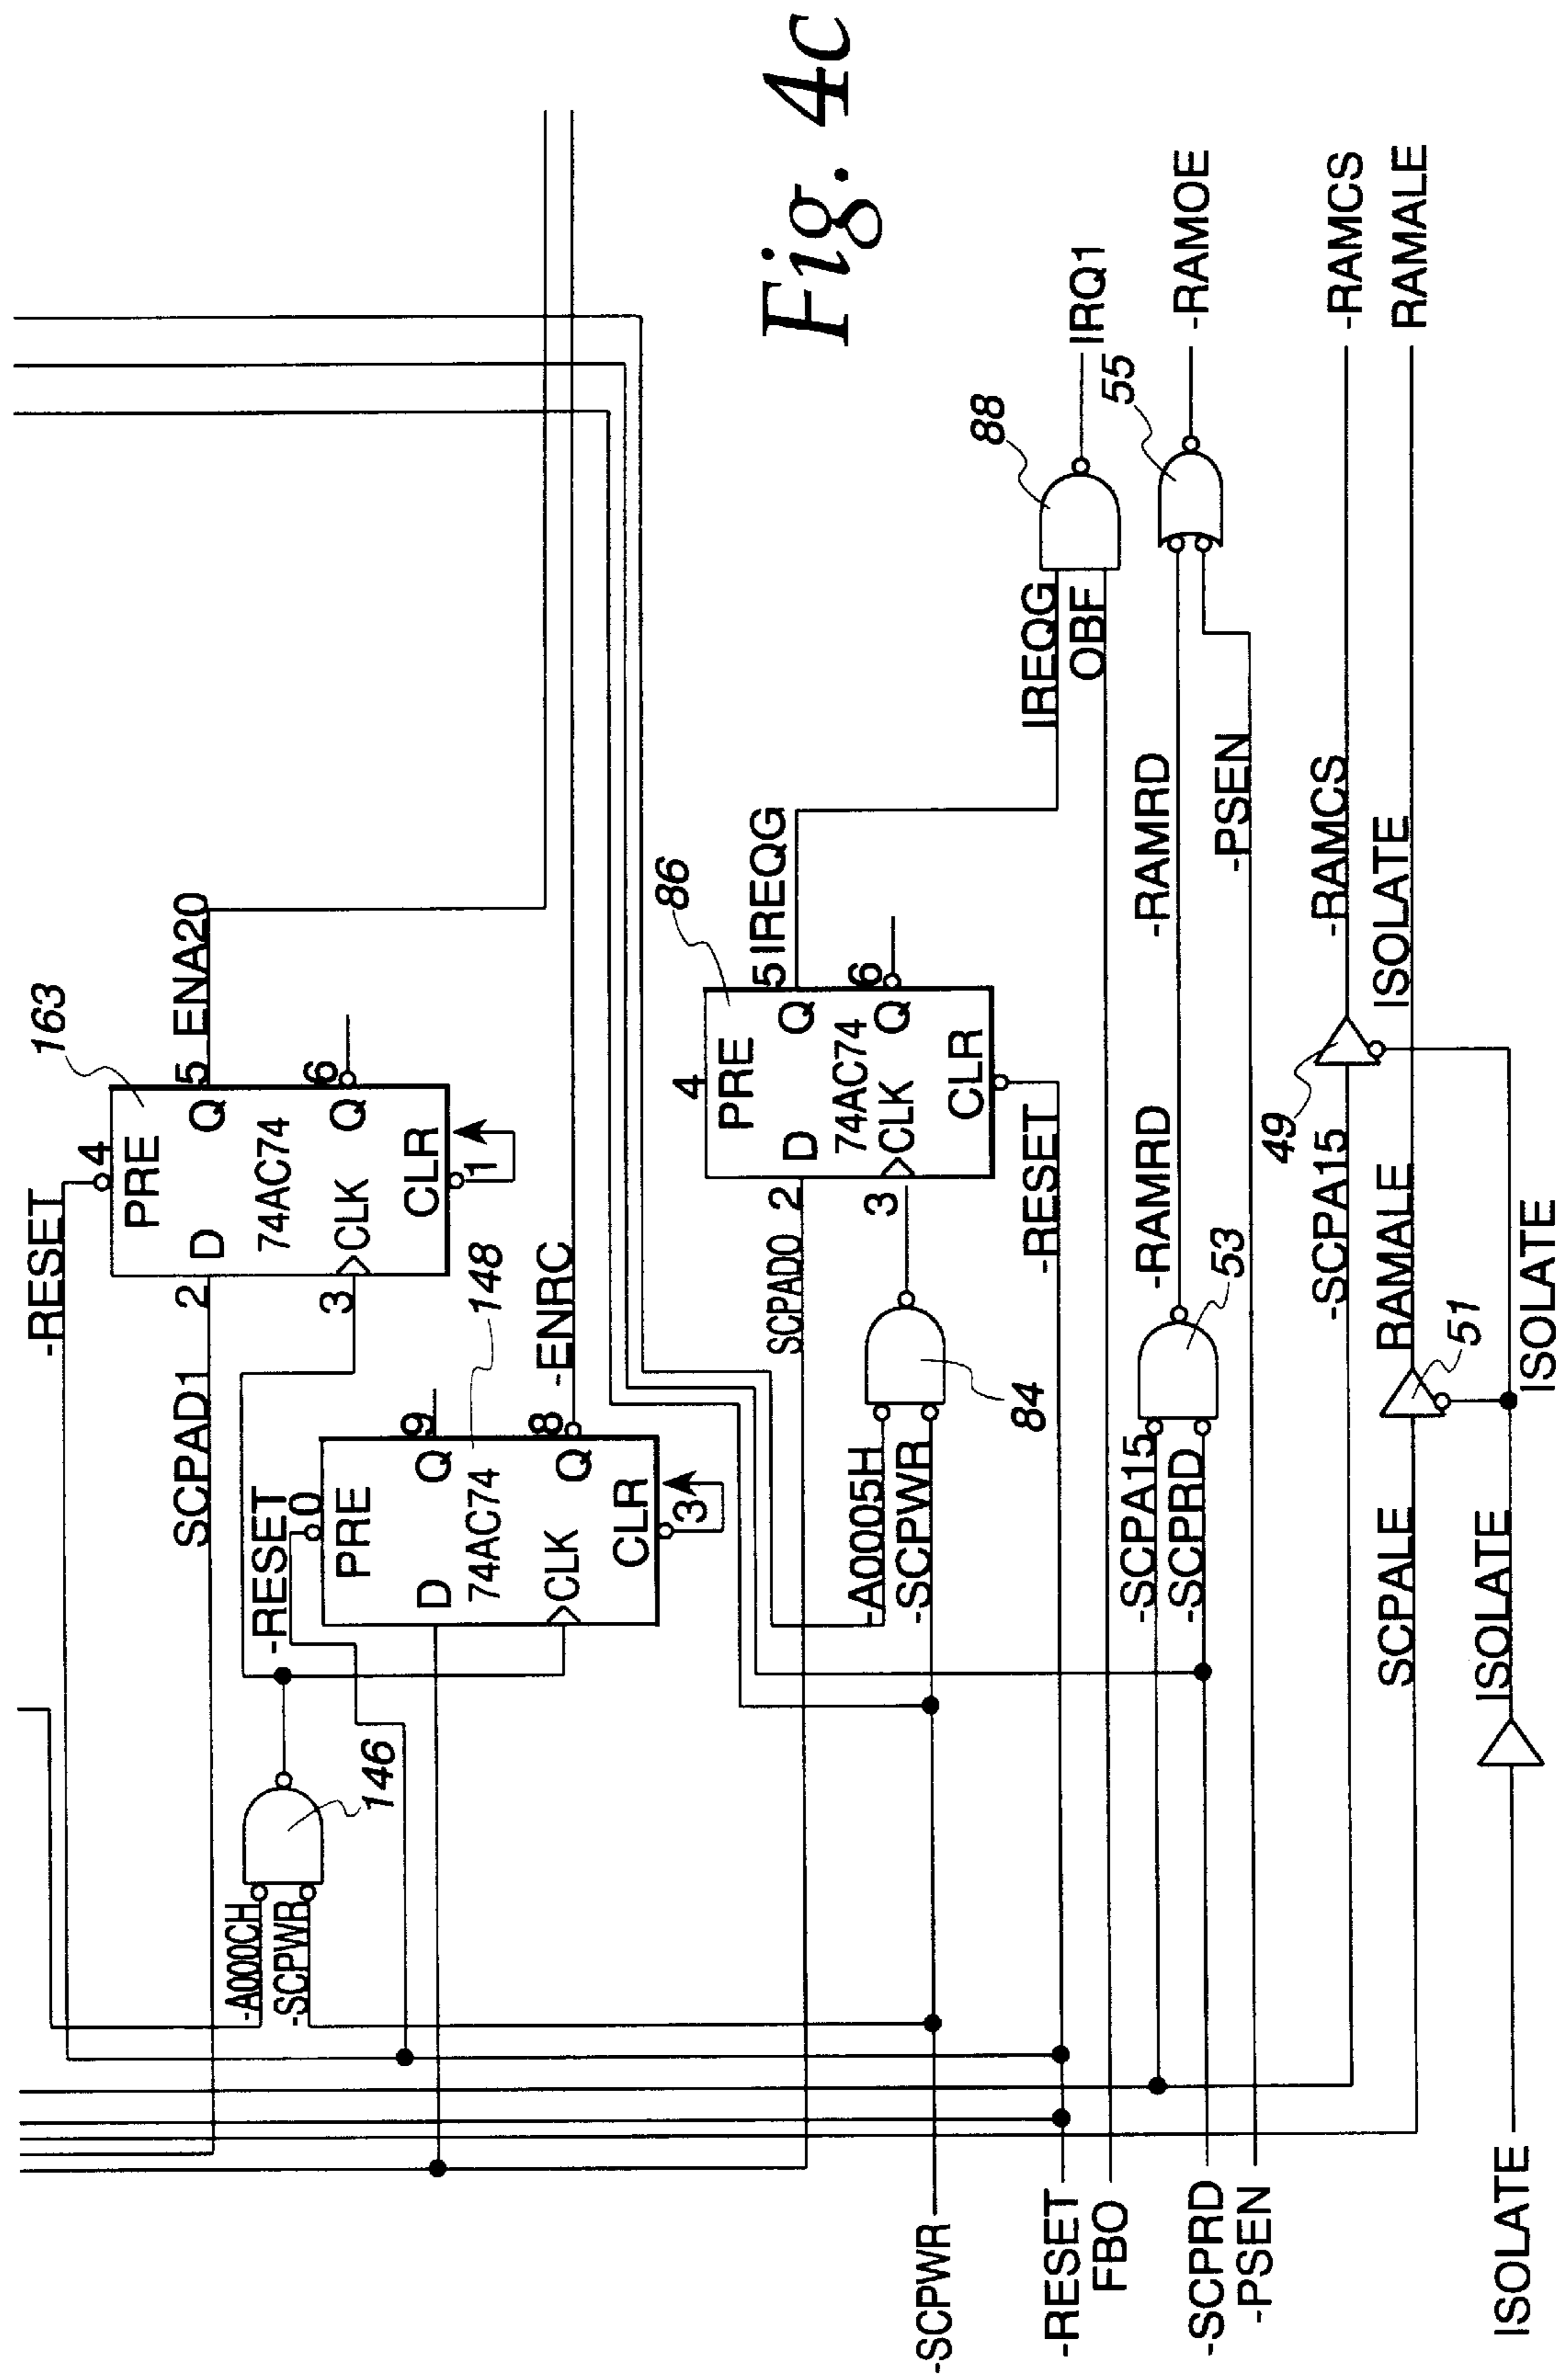 Fig. 4c
-RESET
4
163
PRE
SCPAD1
2
D
Q
5
ENA20
74AC74
3
CLK
Q
6
CLR
1
-A000CH
-SCPWR
146
-RESET
0
PRE
148
D
Q
9
74AC74
CLK
Q
8
-ENRC
CLR
3
4
86
PRE
SCPAD0
2
D
Q
5
IREQG
74AC74
-A0005H
-SCPWR
84
3
CLK
Q
6
CLR
-SCPWR
-RESET
-RESET
IREQG
OBF
88
IRQ1
FBO
-SCPA15
-SCPRD
53
-RAMRD
-RAMRD
55
-RAMOE
-SCPRD
-PSEN
-PSEN
-SCPA15
49
-RAMCS
-RAMCS
SCPALE
51
RAMALE
ISOLATE
RAMALE
ISOLATE
ISOLATE
ISOLATE